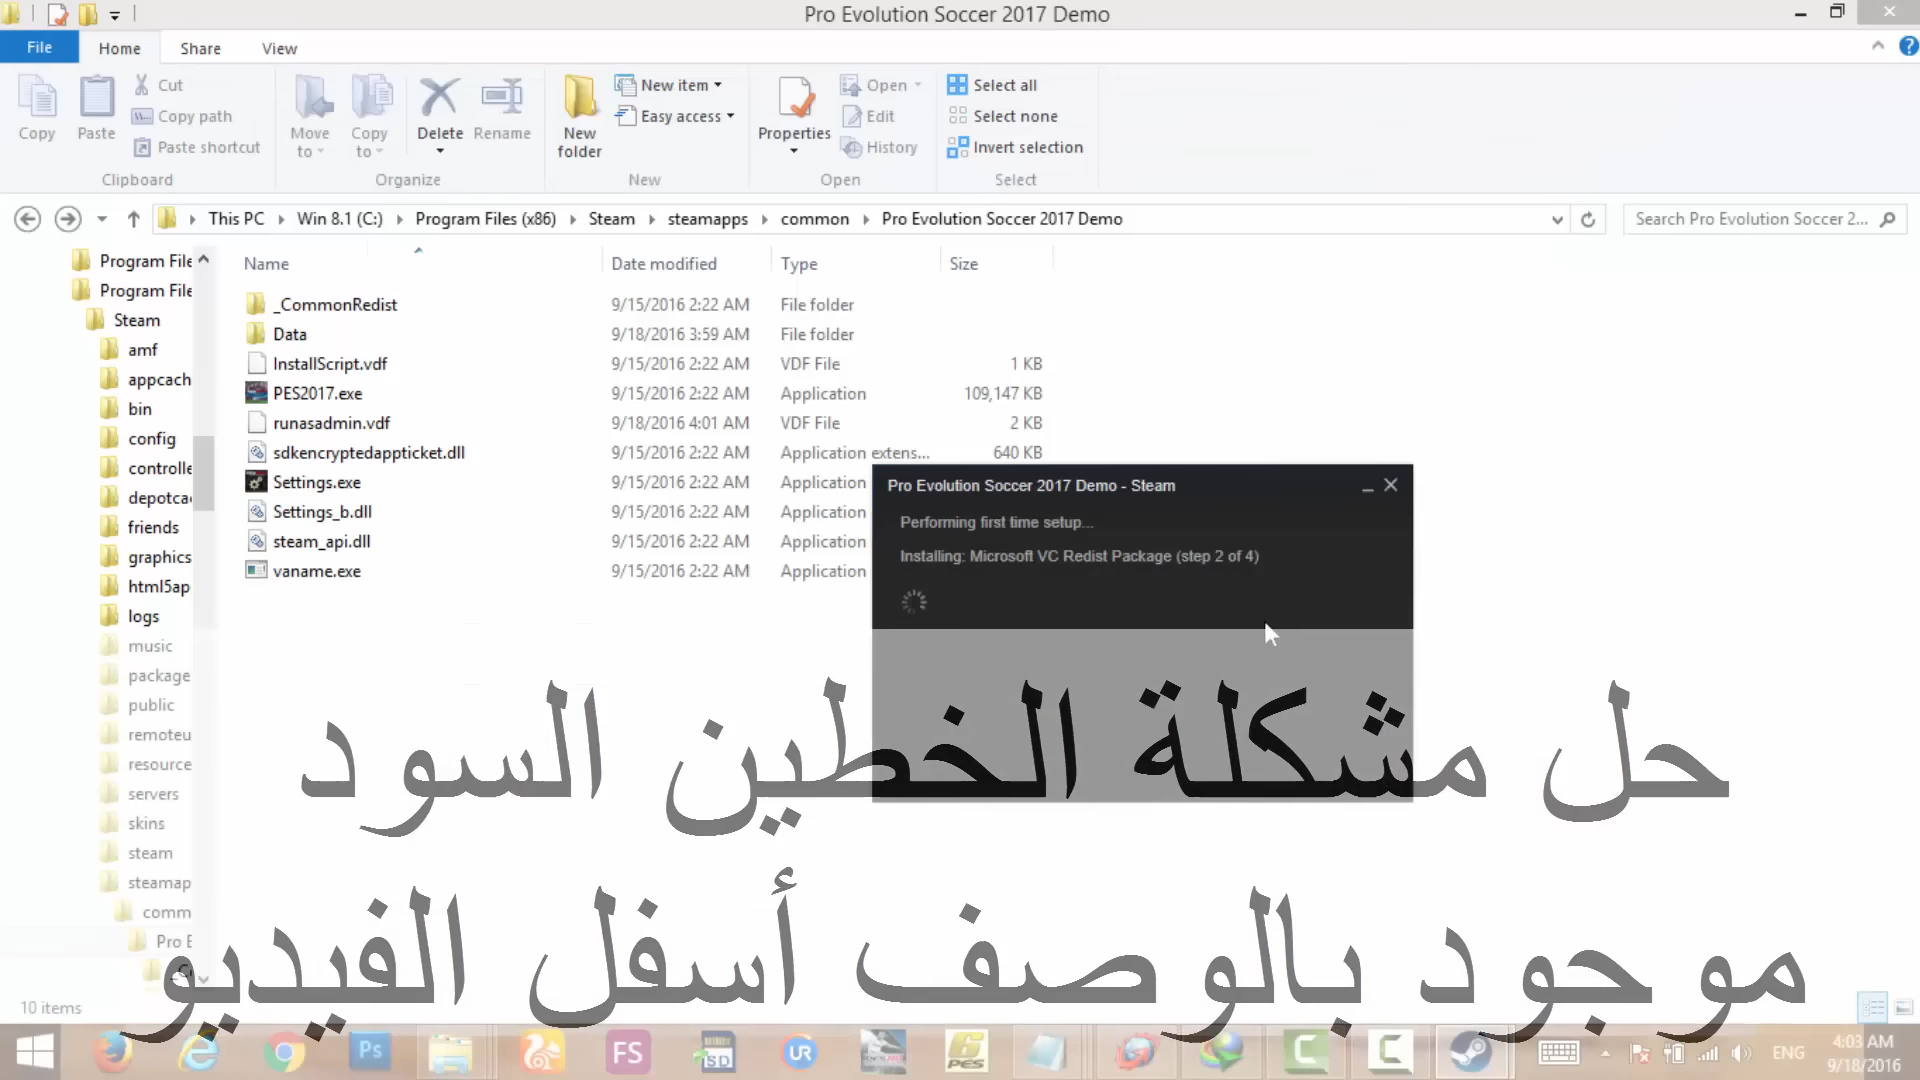 Pro Evolution Soccer 2017 Demo
File Home Share View
Copy
Paste
Cut
Copy path
Paste shortcut
Clipboard
Move to
Copy to
Delete
Rename
Organize
New folder
New item
Easy access
New
Properties
Open
Edit
History
Open
Select all
Select none
Invert selection
Select
This PC Win 8.1 (C:) Program Files (x86) Steam steamapps common Pro Evolution Soccer 2017 Demo
Search Pro Evolution Soccer 2...
Name Date modified Type Size
_CommonRedist 9/15/2016 2:22 AM File folder
Data 9/18/2016 3:59 AM File folder
InstallScript.vdf 9/15/2016 2:22 AM VDF File 1 KB
PES2017.exe 9/15/2016 2:22 AM Application 109,147 KB
runasadmin.vdf 9/18/2016 4:01 AM VDF File 2 KB
sdkencryptedappticket.dll 9/15/2016 2:22 AM Application extens... 640 KB
Settings.exe 9/15/2016 2:22 AM Application
Settings_b.dll 9/15/2016 2:22 AM Application
steam_api.dll 9/15/2016 2:22 AM Application
vaname.exe 9/15/2016 2:22 AM Application
Program File
Program File
Steam
amf
appcach
bin
config
controlle
depotca
friends
graphics
html5ap
logs
music
package
public
remoteu
resource
servers
skins
steam
steamap
comm
Pro E
Pro Evolution Soccer 2017 Demo - Steam
Performing first time setup...
Installing: Microsoft VC Redist Package (step 2 of 4)
حل مشكلة الخطين السود
موجود بالوصف أسفل الفيديو
10 items
Ps
FS
SD
UR
6
PES
ENG
4:03 AM
9/18/2016